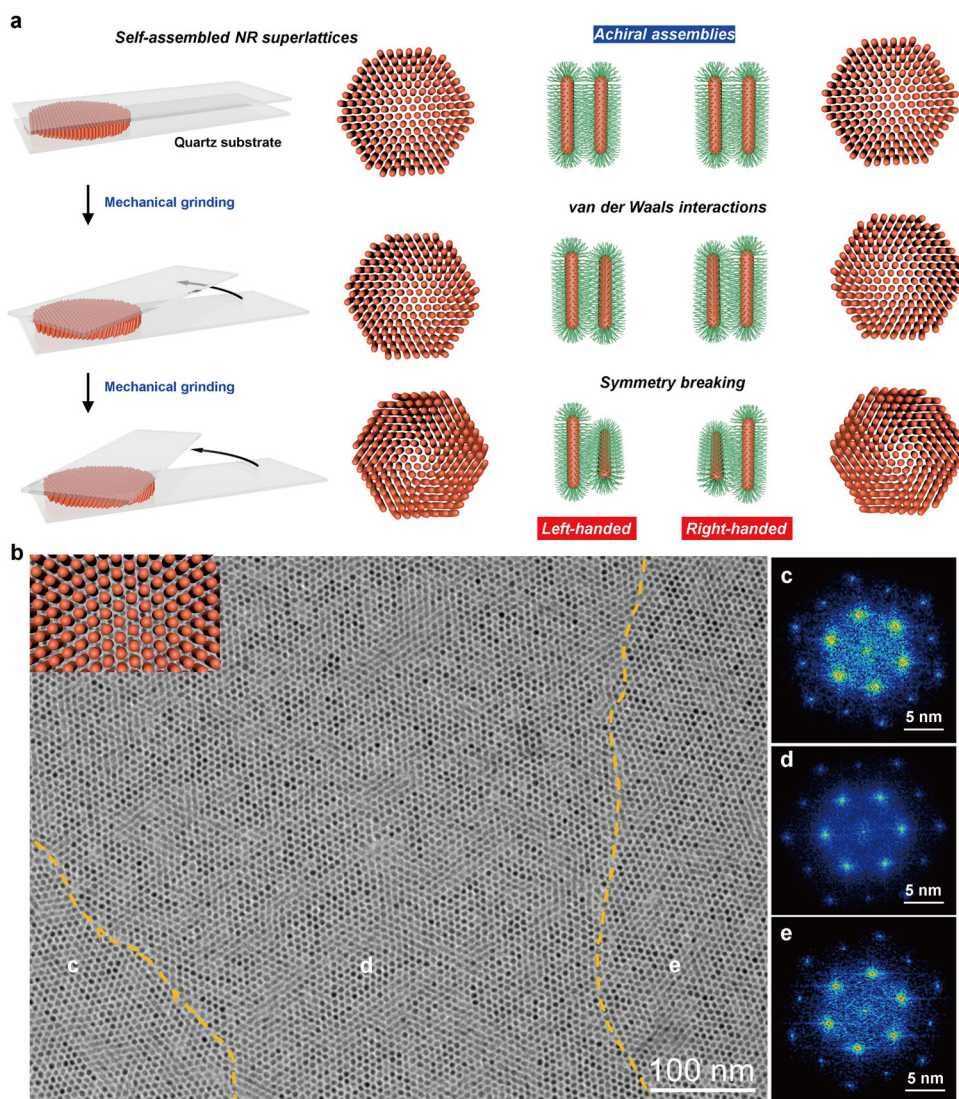 a
Self-assembled NR superlattices
Achiral assemblies
Quartz substrate
Mechanical grinding
van der Waals interactions
Mechanical grinding
Symmetry breaking
Left-handed
Right-handed
b
c
d
e
100 nm
c
5 nm
d
5 nm
e
5 nm